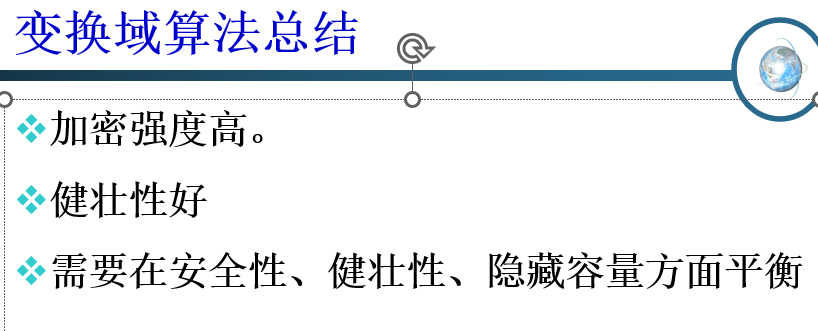 变换域算法总结
加密强度高。
健壮性好
需要在安全性、健壮性、隐藏容量方面平衡